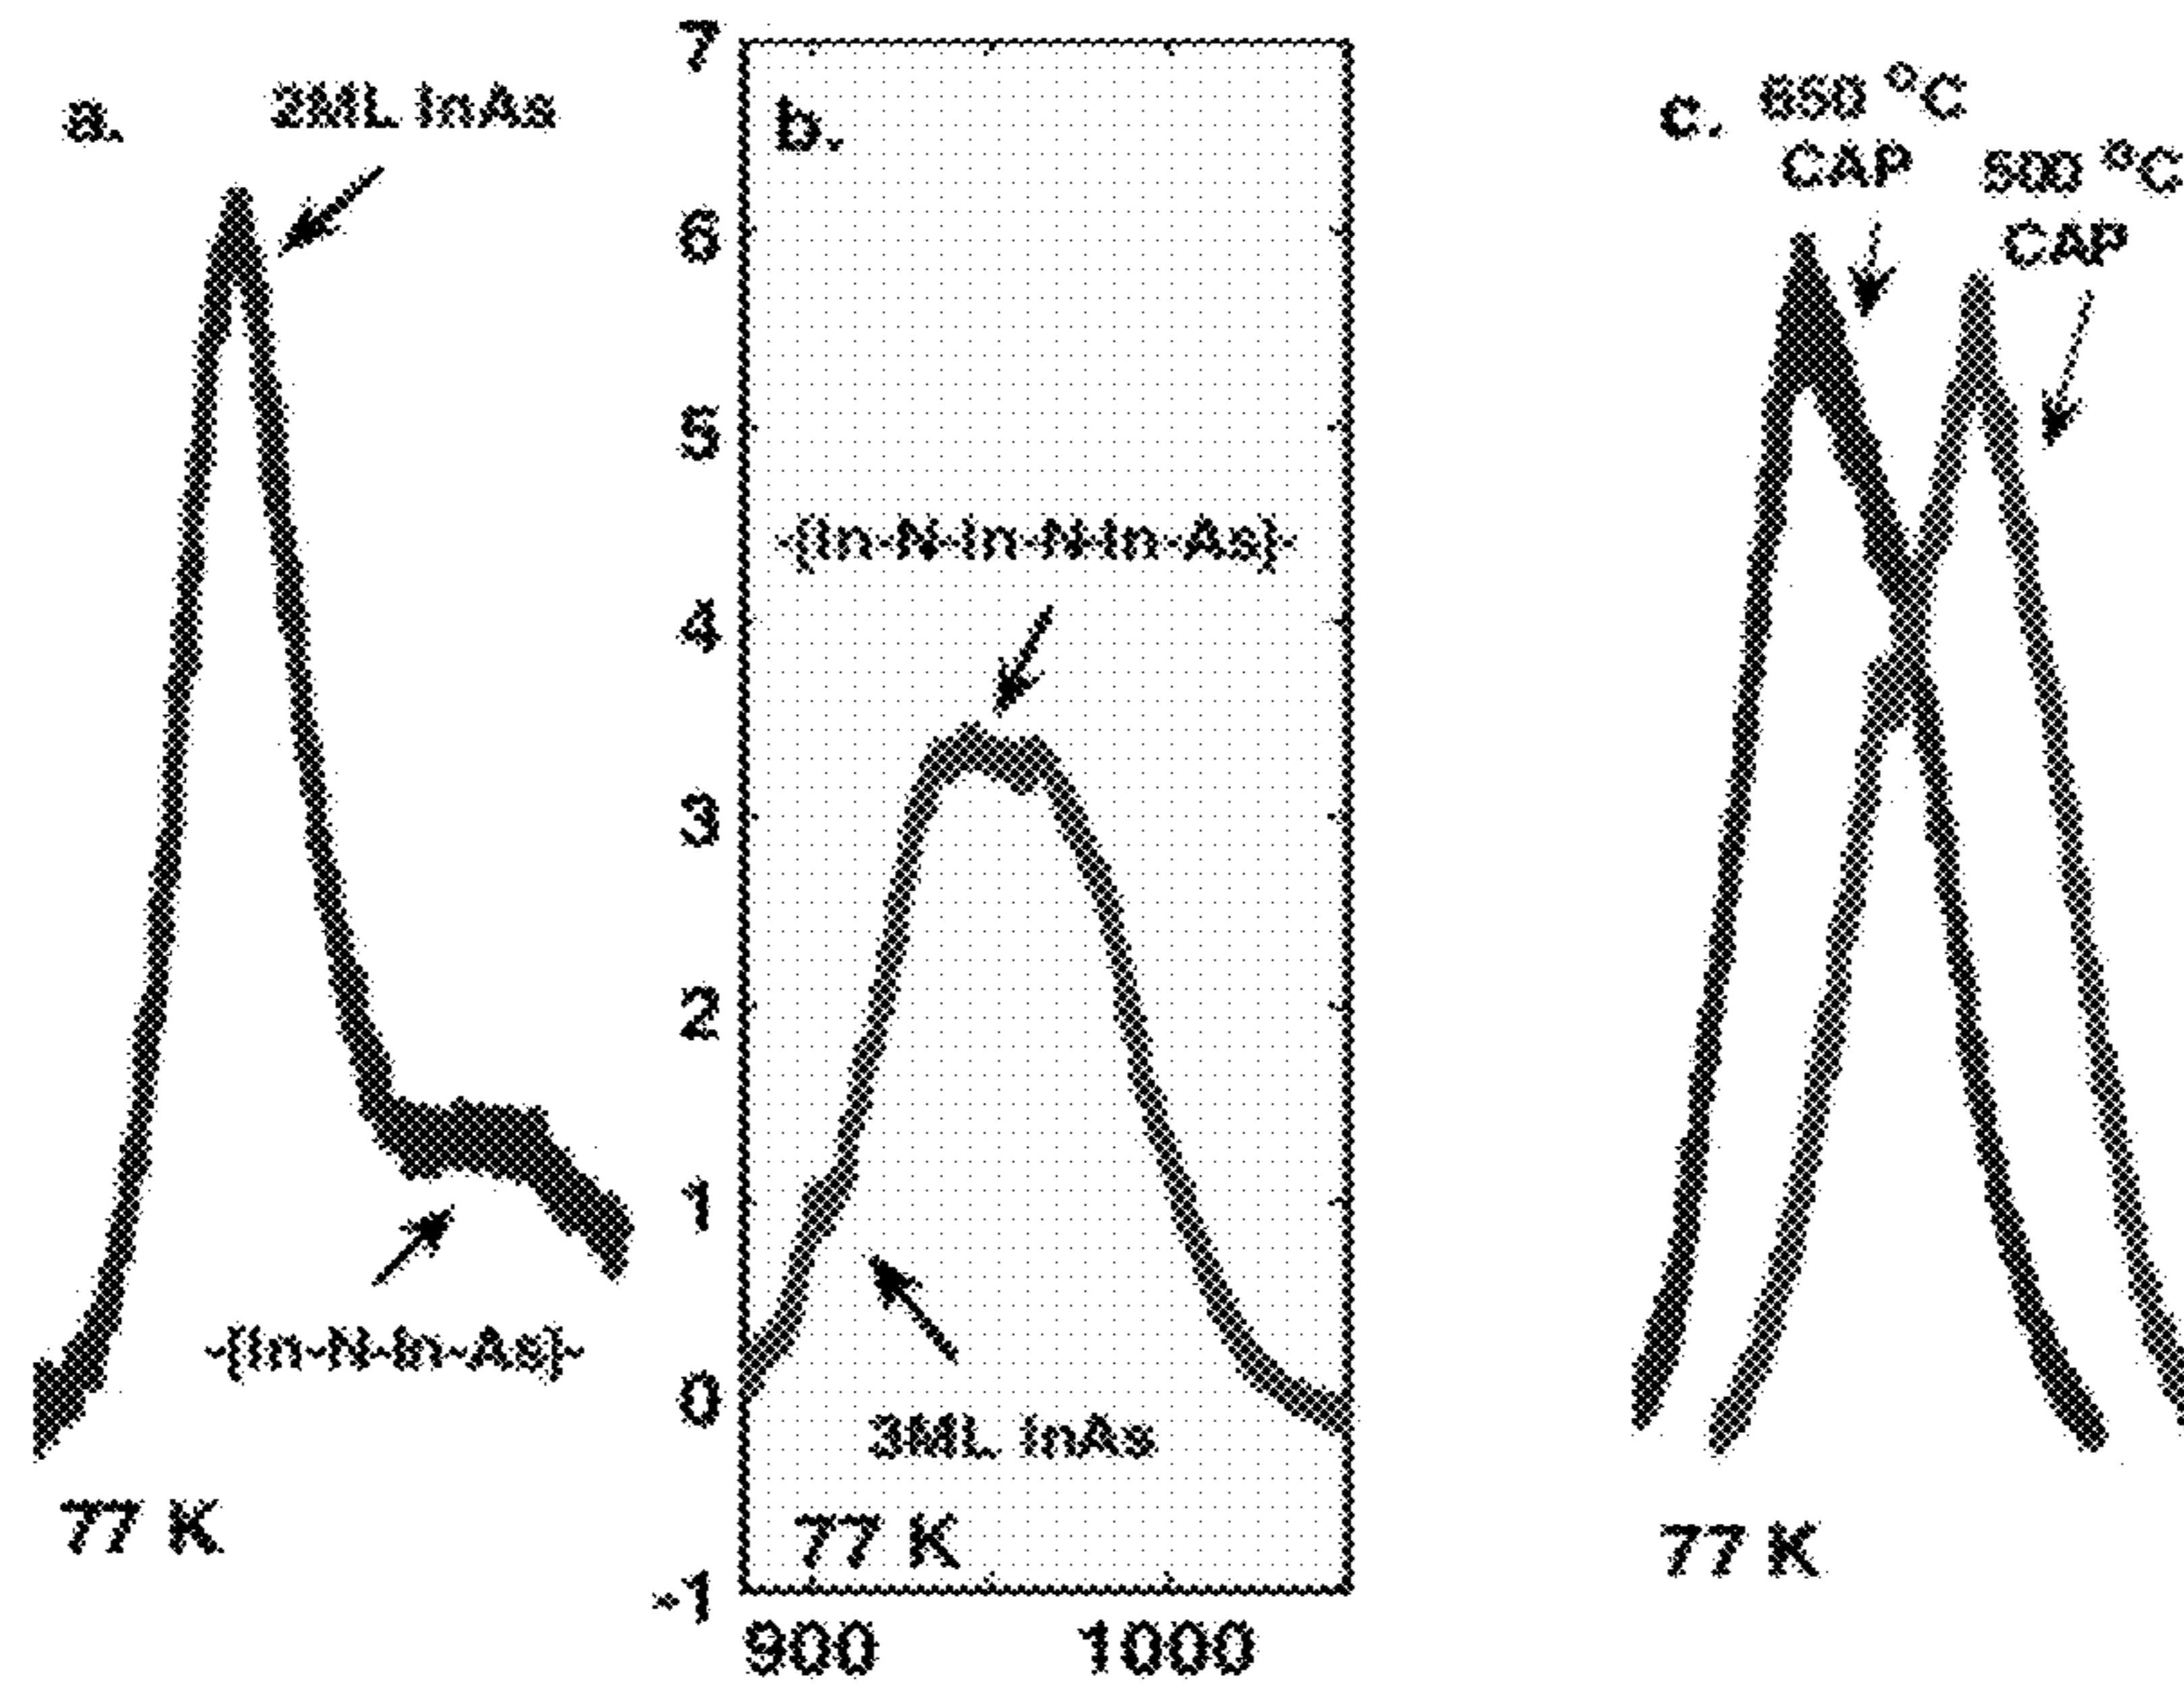 a. 2ML InAs
-{In-N-In-As}-
77 K
7
6
5
4
3
2
1
0
-1
b.
-{In-N-In-N-In-As}-
3ML InAs
77 K
900 1000
c. 650 °C
CAP
500 °C
CAP
77 K